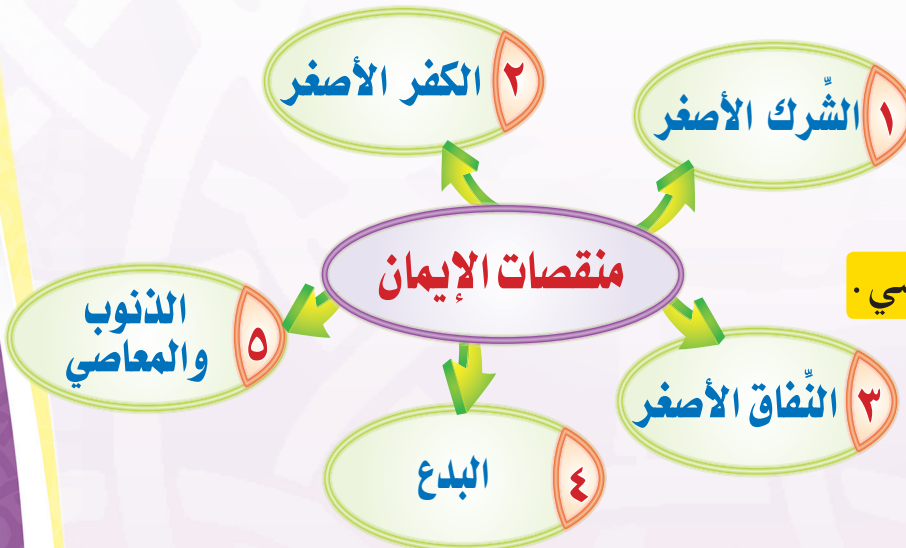 منقصات الإيمان
١ الشِّرك الأصغر
٢ الكفر الأصغر
٣ النِّفاق الأصغر
٤ البدع
٥ الذنوب
والمعاصي